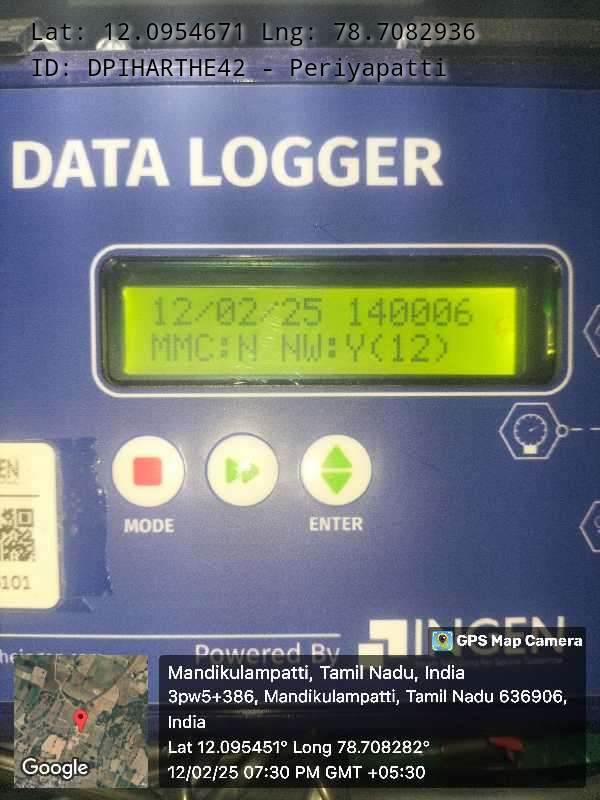 Lat: 12.0954671 Lng: 78.7082936
ID: DPIHARTHE42 - Periyapatti
DATA LOGGER
12/02/25 140006
MMC:N NW:Y(12)
MODE
ENTER
101
Powered By INGEN
GPS Map Camera
Mandikulampatti, Tamil Nadu, India
3pw5+386, Mandikulampatti, Tamil Nadu 636906,
India
Lat 12.095451° Long 78.708282°
12/02/25 07:30 PM GMT +05:30
Google